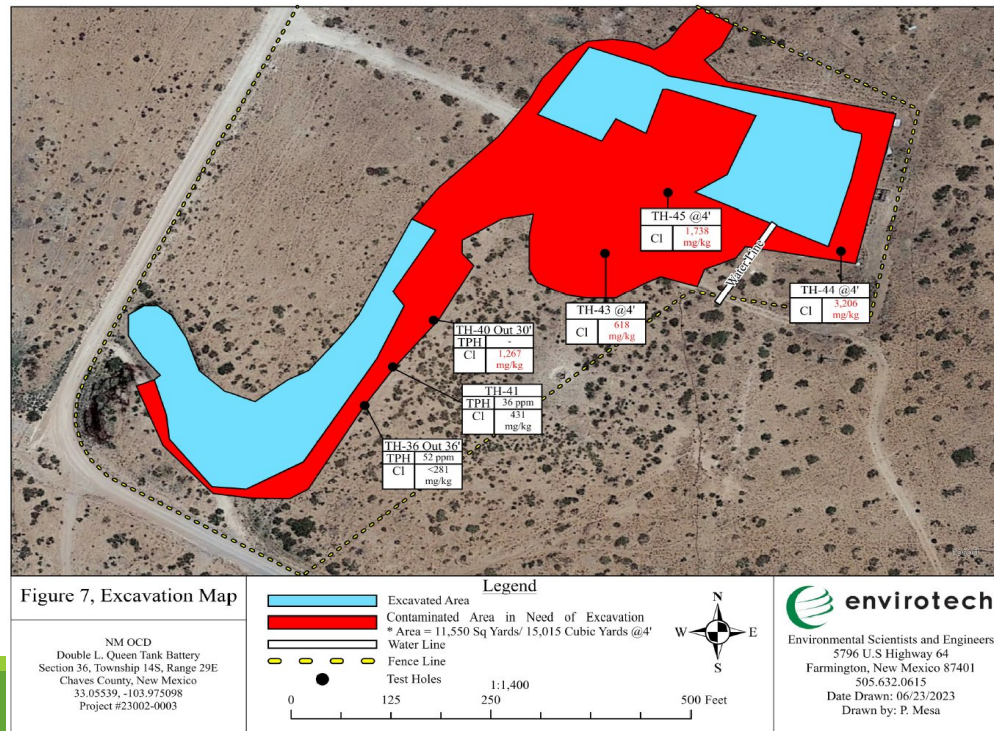 TH-45 @4'
Cl 1,738 mg/kg
Water Line
TH-44 @4'
Cl 3,206 mg/kg
TH-43 @4'
Cl 618 mg/kg
TH-40 Out 30'
TPH -
Cl 1,267 mg/kg
TH-41
TPH 36 ppm
Cl 431 mg/kg
TH-36 Out 36'
TPH 52 ppm
Cl <281 mg/kg
Figure 7, Excavation Map
NM OCD
Double L. Queen Tank Battery
Section 36, Township 14S, Range 29E
Chaves County, New Mexico
33.05539, -103.975098
Project #23002-0003
Legend
Excavated Area
Contaminated Area in Need of Excavation
* Area = 11,550 Sq Yards/ 15,015 Cubic Yards @4'
Water Line
Fence Line
Test Holes
N
W E
S
1:1,400
0 125 250 500 Feet
envirotech
Environmental Scientists and Engineers
5796 U.S Highway 64
Farmington, New Mexico 87401
505.632.0615
Date Drawn: 06/23/2023
Drawn by: P. Mesa